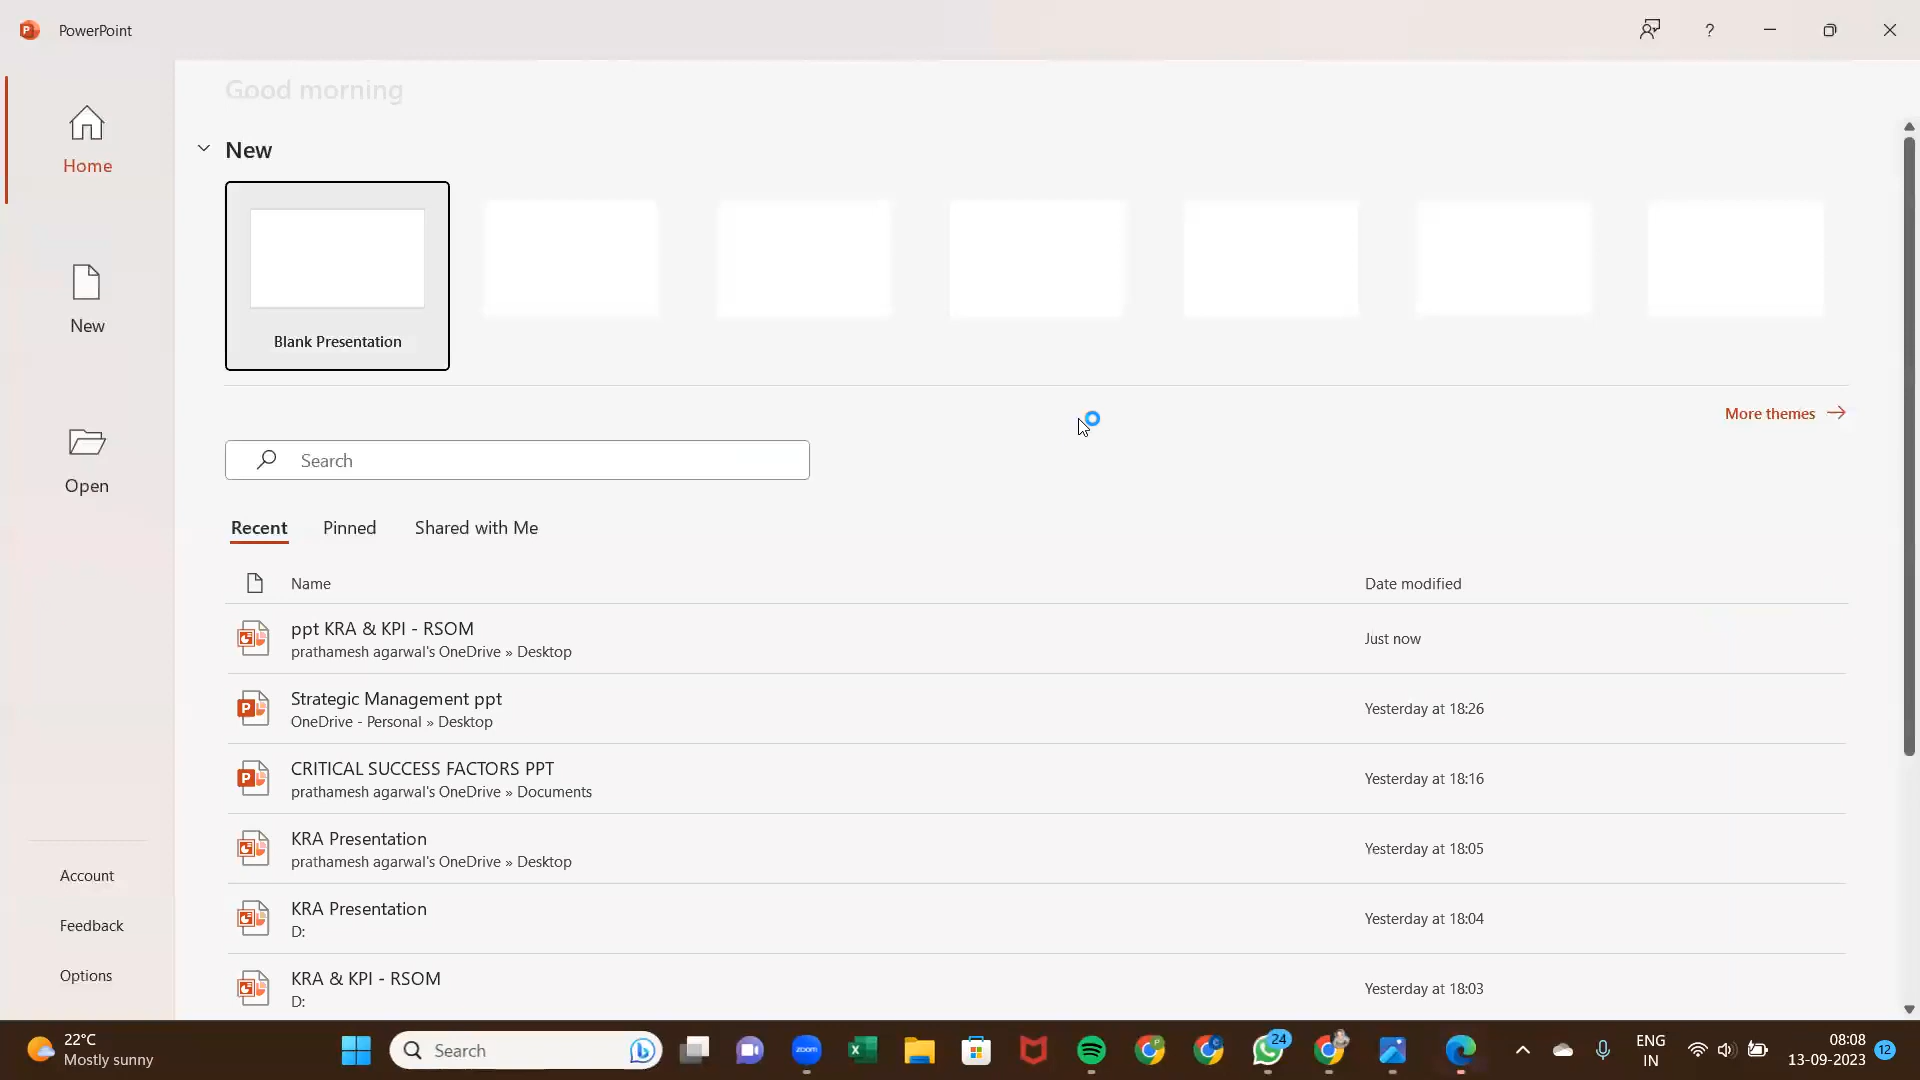 PowerPoint
?
Good morning
Home
New
Blank Presentation
More themes
New
Search
Open
Recent Pinned Shared with Me
Name Date modified
ppt KRA & KPI - RSOM
prathamesh agarwal's OneDrive » Desktop
Just now
Strategic Management ppt
OneDrive - Personal » Desktop
Yesterday at 18:26
CRITICAL SUCCESS FACTORS PPT
prathamesh agarwal's OneDrive » Documents
Yesterday at 18:16
KRA Presentation
prathamesh agarwal's OneDrive » Desktop
Yesterday at 18:05
KRA Presentation
D:
Yesterday at 18:04
KRA & KPI - RSOM
D:
Yesterday at 18:03
Account
Feedback
Options
22°C
Mostly sunny
Search
zoom
24
ENG
IN
08:08
13-09-2023
12